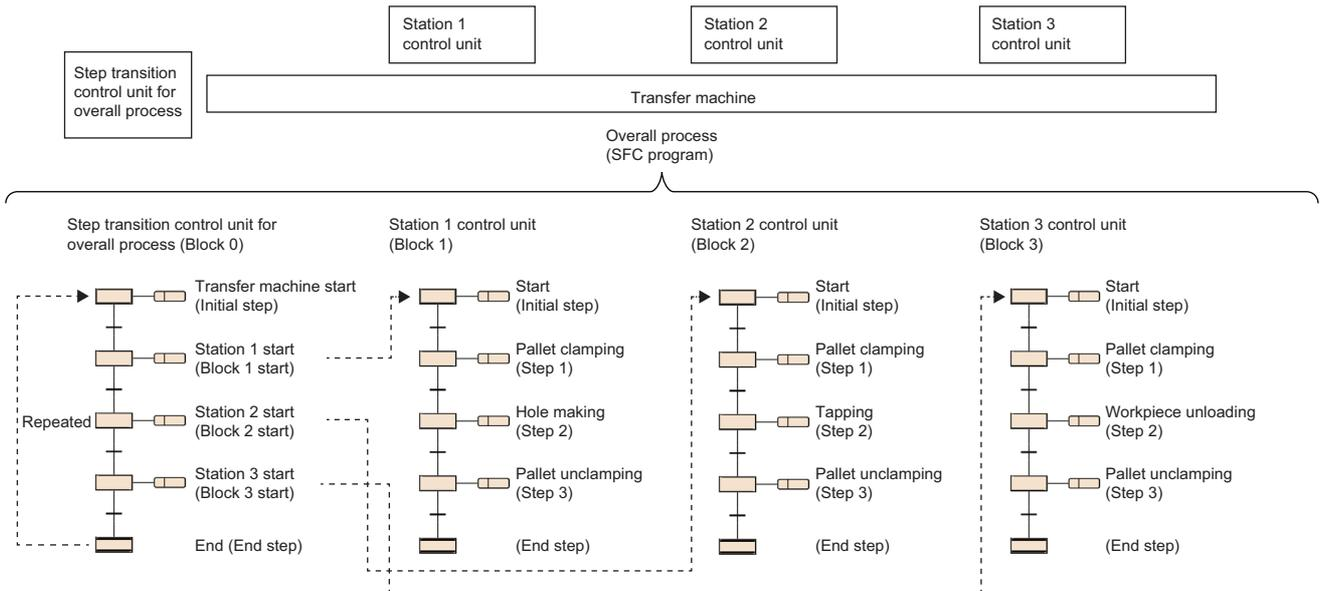 Station 1
control unit
Station 2
control unit
Station 3
control unit
Step transition
control unit for
overall process
Transfer machine
Overall process
(SFC program)
Step transition control unit for
overall process (Block 0)
Transfer machine start
(Initial step)
Station 1 start
(Block 1 start)
Repeated
Station 2 start
(Block 2 start)
Station 3 start
(Block 3 start)
End (End step)
Station 1 control unit
(Block 1)
Start
(Initial step)
Pallet clamping
(Step 1)
Hole making
(Step 2)
Pallet unclamping
(Step 3)
(End step)
Station 2 control unit
(Block 2)
Start
(Initial step)
Pallet clamping
(Step 1)
Tapping
(Step 2)
Pallet unclamping
(Step 3)
(End step)
Station 3 control unit
(Block 3)
Start
(Initial step)
Pallet clamping
(Step 1)
Workpiece unloading
(Step 2)
Pallet unclamping
(Step 3)
(End step)